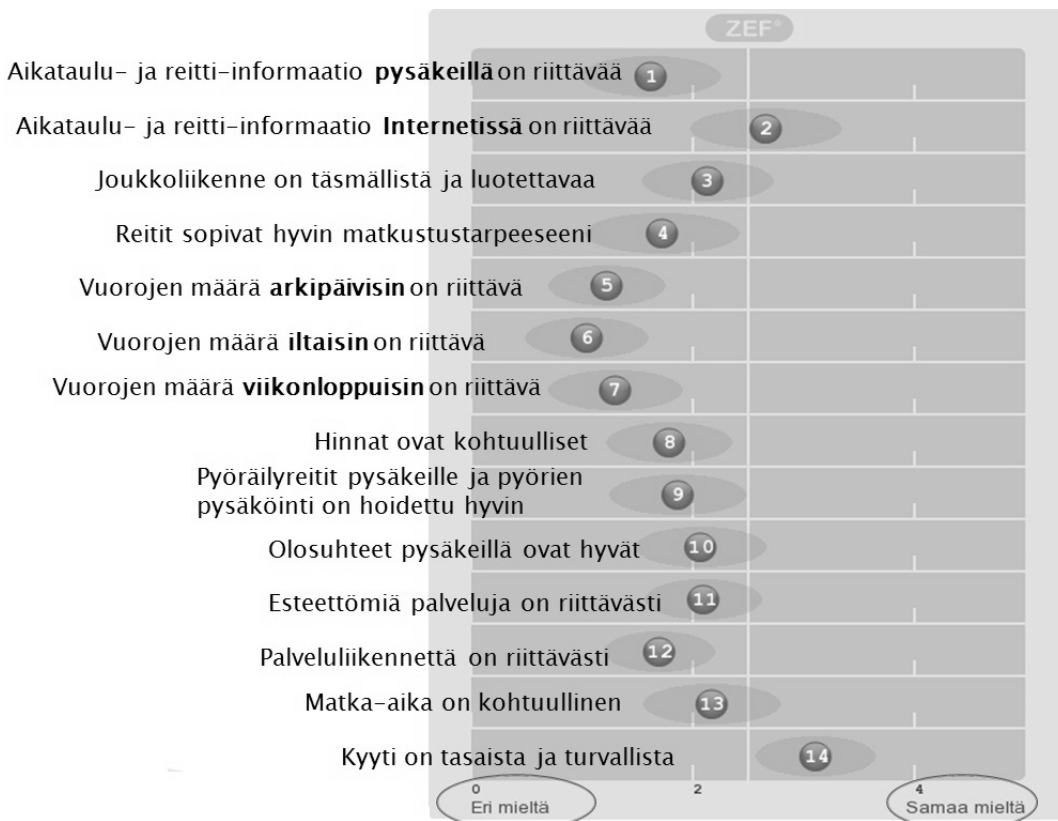 ZEF®
Aikataulu- ja reitti-informaatio pysäkeillä on riittävää 1
Aikataulu- ja reitti-informaatio Internetissä on riittävää 2
Joukkoliikenne on täsmällistä ja luotettavaa 3
Reitit sopivat hyvin matkustustarpeeseeni 4
Vuorojen määrä arkipäivisin on riittävä 5
Vuorojen määrä iltaisin on riittävä 6
Vuorojen määrä viikonloppuisin on riittävä 7
Hinnat ovat kohtuulliset 8
Pyöräilyreitit pysäkeille ja pyörien
pysäköinti on hoidettu hyvin 9
Olosuhteet pysäkeillä ovat hyvät 10
Esteettömiä palveluja on riittävästi 11
Palveluliikennettä on riittävästi 12
Matka-aika on kohtuullinen 13
Kyyti on tasaista ja turvallista 14
0 2 4
Eri mieltä Samaa mieltä